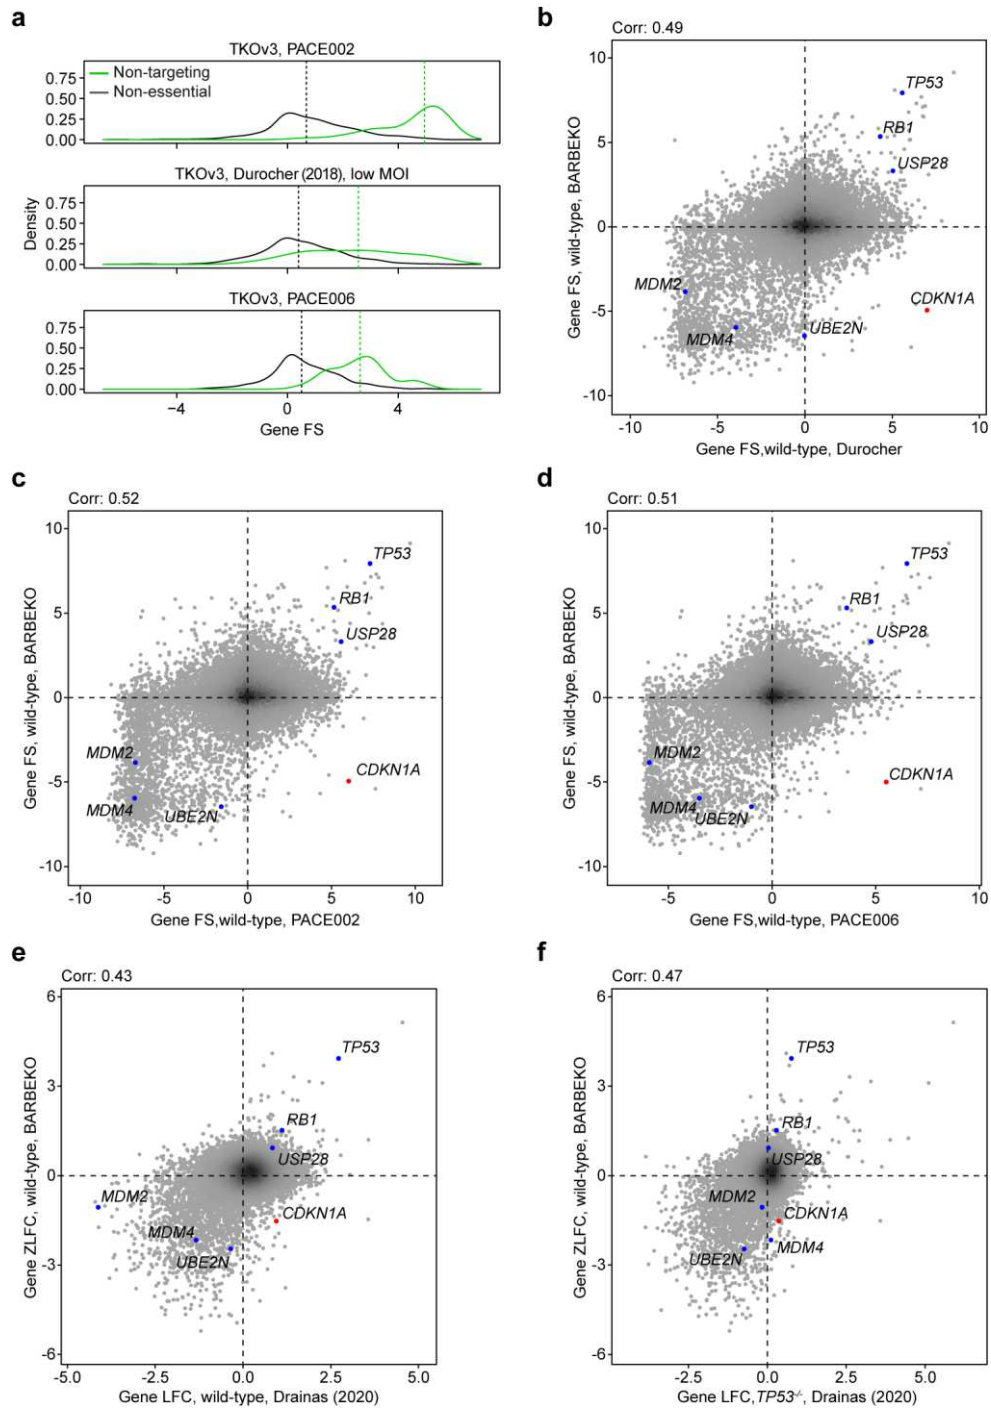 a
TKOv3, PACE002
0.75
0.50
0.25
0.00
Non-targeting
Non-essential
TKOv3, Durocher (2018), low MOI
0.75
0.50
0.25
0.00
Density
TKOv3, PACE006
0.75
0.50
0.25
0.00
−4 0 4
Gene FS
b
Corr: 0.49
10
5
0
-5
-10
Gene FS, wild-type, BARBEKO
TP53
RB1
USP28
MDM2
CDKN1A
MDM4
UBE2N
-10 -5 0 5 10
Gene FS,wild-type, Durocher
c
Corr: 0.52
10
5
0
-5
-10
Gene FS, wild-type, BARBEKO
TP53
RB1
USP28
MDM2
CDKN1A
MDM4
UBE2N
-10 -5 0 5 10
Gene FS,wild-type, PACE002
d
Corr: 0.51
10
5
0
-5
-10
Gene FS, wild-type, BARBEKO
TP53
RB1
USP28
MDM2
CDKN1A
MDM4
UBE2N
-5 0 5 10
Gene FS,wild-type, PACE006
e
Corr: 0.43
6
3
0
-3
-6
Gene ZLFC, wild-type, BARBEKO
TP53
RB1
USP28
MDM2
CDKN1A
MDM4
UBE2N
-5.0 -2.5 0.0 2.5 5.0
Gene LFC, wild-type, Drainas (2020)
f
Corr: 0.47
6
3
0
-3
-6
Gene ZLFC, wild-type, BARBEKO
TP53
RB1
USP28
MDM2
CDKN1A
MDM4
UBE2N
-2.5 0.0 2.5 5.0
Gene LFC,TP53-/-, Drainas (2020)